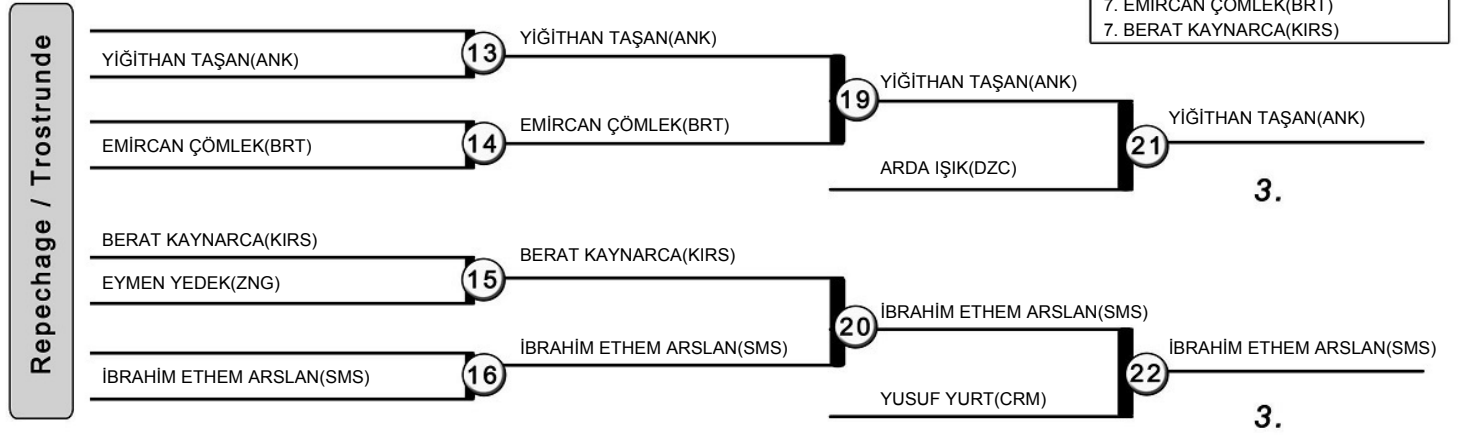 7. EMİRCAN ÇÖMLEK(BRT)
7. BERAT KAYNARCA(KIRS)
Repechage / Trostrunde
YİĞİTHAN TAŞAN(ANK)
13
YİĞİTHAN TAŞAN(ANK)
EMİRCAN ÇÖMLEK(BRT)
14
EMİRCAN ÇÖMLEK(BRT)
19
YİĞİTHAN TAŞAN(ANK)
ARDA IŞIK(DZC)
21
YİĞİTHAN TAŞAN(ANK)
3.
BERAT KAYNARCA(KIRS)
EYMEN YEDEK(ZNG)
15
BERAT KAYNARCA(KIRS)
İBRAHİM ETHEM ARSLAN(SMS)
16
İBRAHİM ETHEM ARSLAN(SMS)
20
İBRAHİM ETHEM ARSLAN(SMS)
YUSUF YURT(CRM)
22
İBRAHİM ETHEM ARSLAN(SMS)
3.